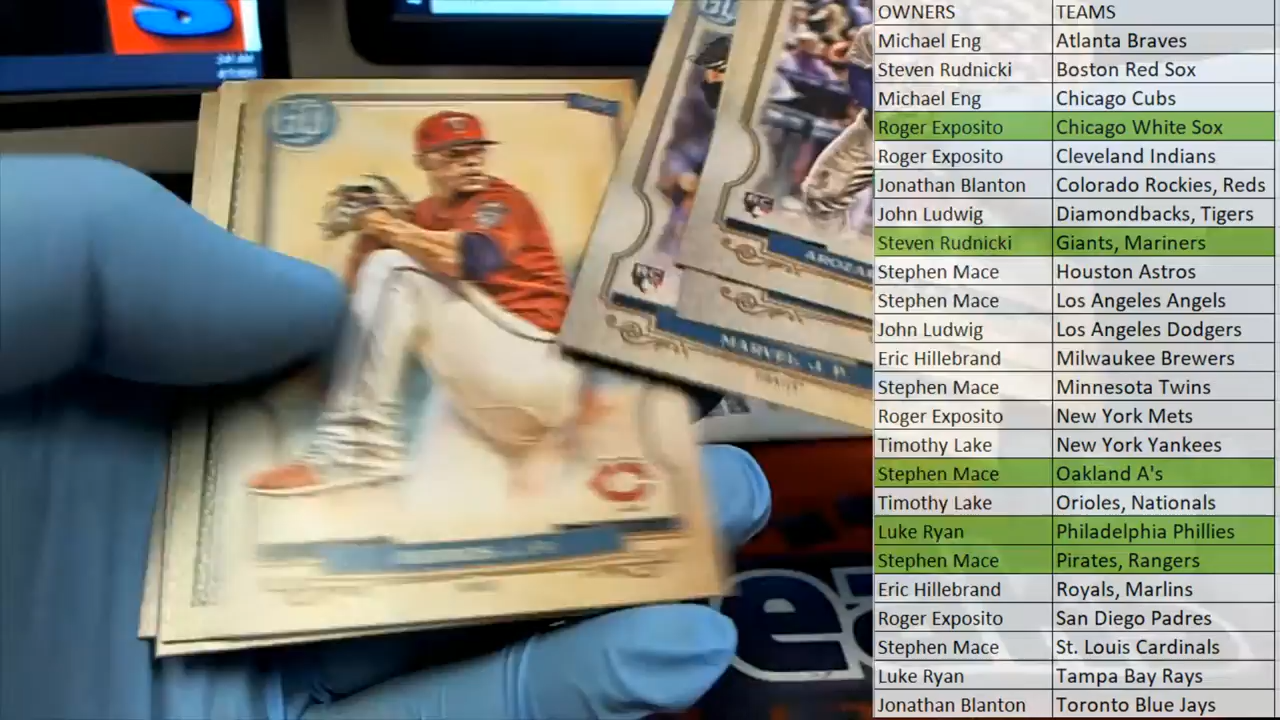 OWNERS TEAMS
Michael Eng Atlanta Braves
Steven Rudnicki Boston Red Sox
Michael Eng Chicago Cubs
Roger Exposito Chicago White Sox
Roger Exposito Cleveland Indians
Jonathan Blanton Colorado Rockies, Reds
John Ludwig Diamondbacks, Tigers
Steven Rudnicki Giants, Mariners
Stephen Mace Houston Astros
Stephen Mace Los Angeles Angels
John Ludwig Los Angeles Dodgers
Eric Hillebrand Milwaukee Brewers
Stephen Mace Minnesota Twins
Roger Exposito New York Mets
Timothy Lake New York Yankees
Stephen Mace Oakland A's
Timothy Lake Orioles, Nationals
Luke Ryan Philadelphia Phillies
Stephen Mace Pirates, Rangers
Eric Hillebrand Royals, Marlins
Roger Exposito San Diego Padres
Stephen Mace St. Louis Cardinals
Luke Ryan Tampa Bay Rays
Jonathan Blanton Toronto Blue Jays
S
GQ
RC
AROZA
RC
C